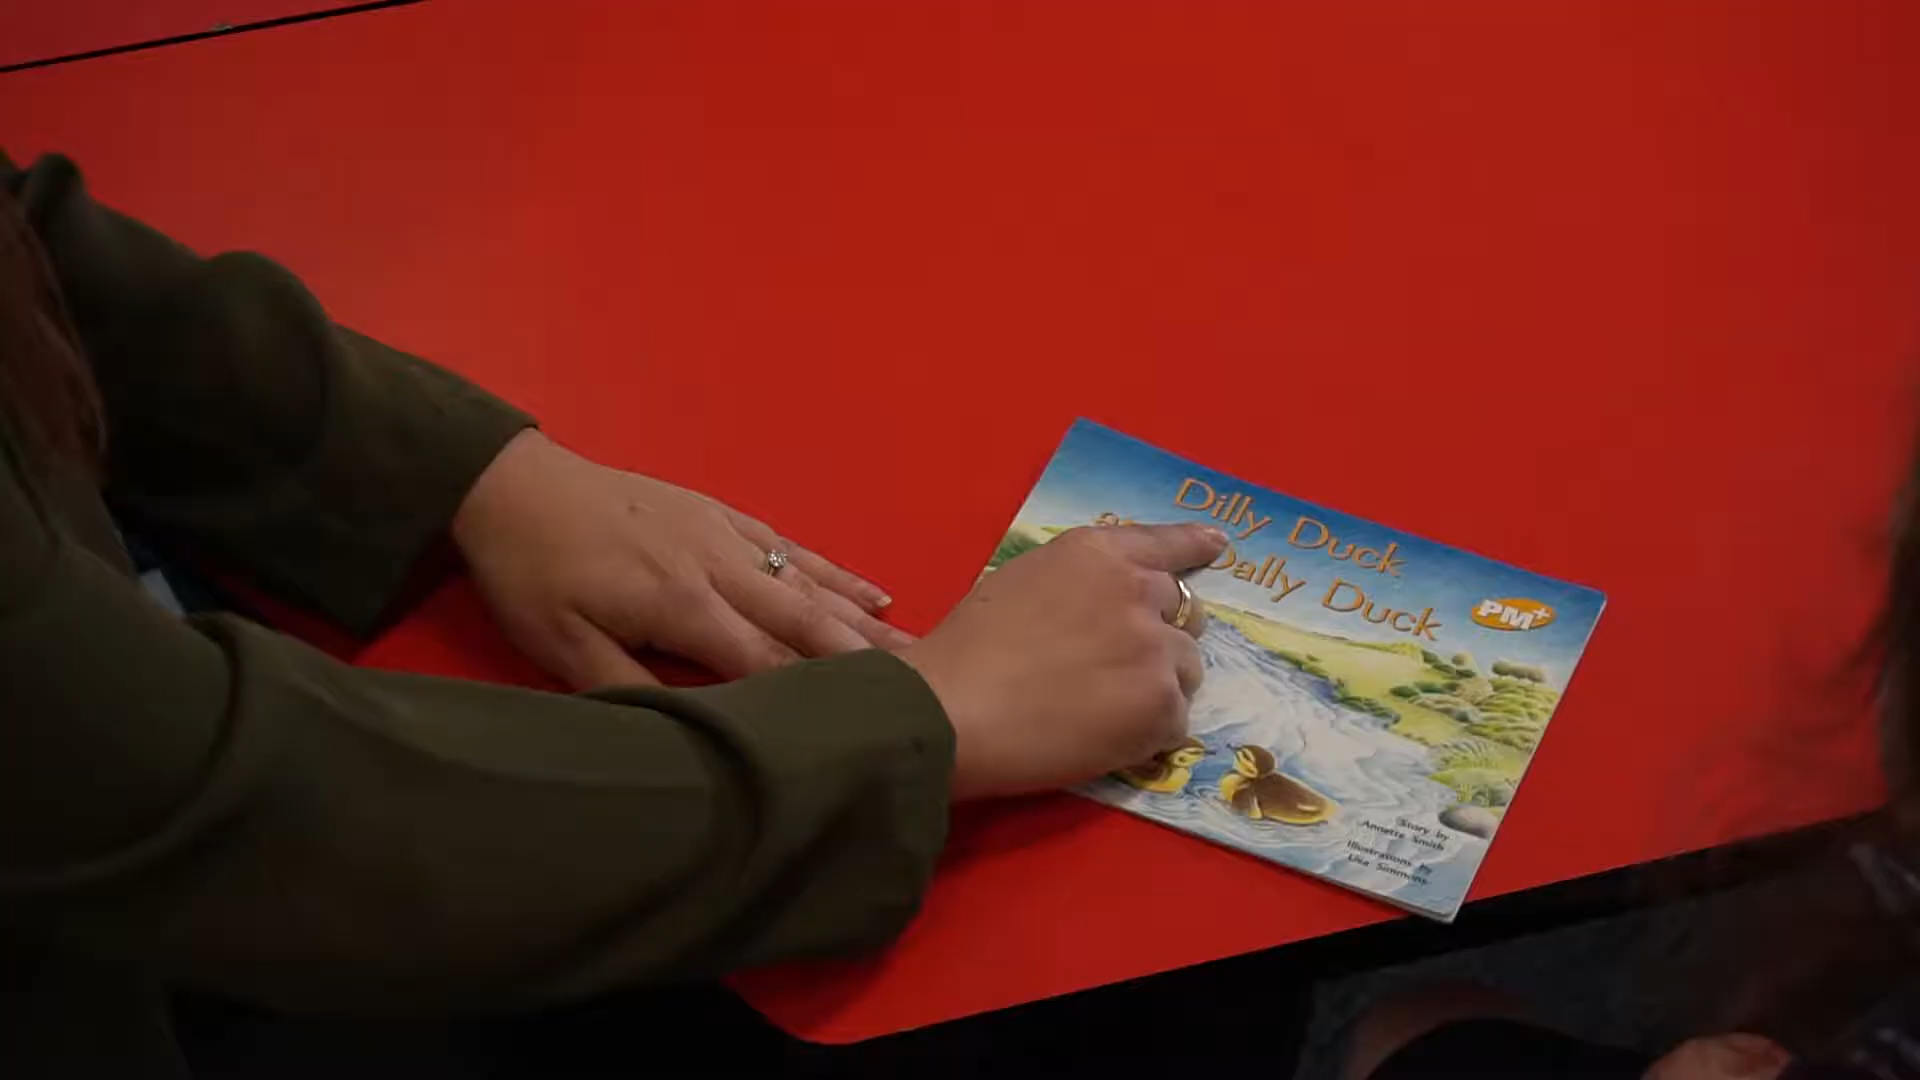 Dilly Duck
Dally Duck
PM+
Story by
Annette Smith
Illustrations by
Lisa Simmons